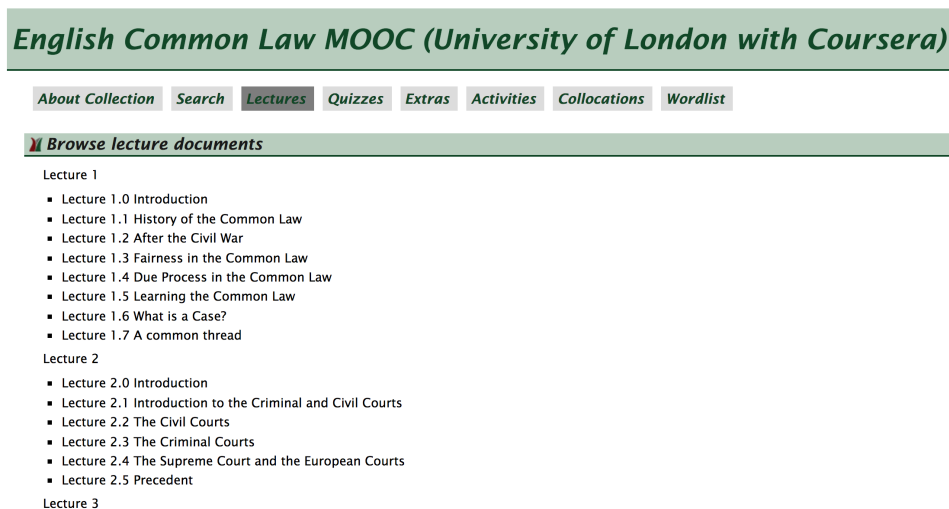 English Common Law MOOC (University of London with Coursera)
About Collection Search Lectures Quizzes Extras Activities Collocations Wordlist
Browse lecture documents
Lecture 1
Lecture 1.0 Introduction
Lecture 1.1 History of the Common Law
Lecture 1.2 After the Civil War
Lecture 1.3 Fairness in the Common Law
Lecture 1.4 Due Process in the Common Law
Lecture 1.5 Learning the Common Law
Lecture 1.6 What is a Case?
Lecture 1.7 A common thread
Lecture 2
Lecture 2.0 Introduction
Lecture 2.1 Introduction to the Criminal and Civil Courts
Lecture 2.2 The Civil Courts
Lecture 2.3 The Criminal Courts
Lecture 2.4 The Supreme Court and the European Courts
Lecture 2.5 Precedent
Lecture 3